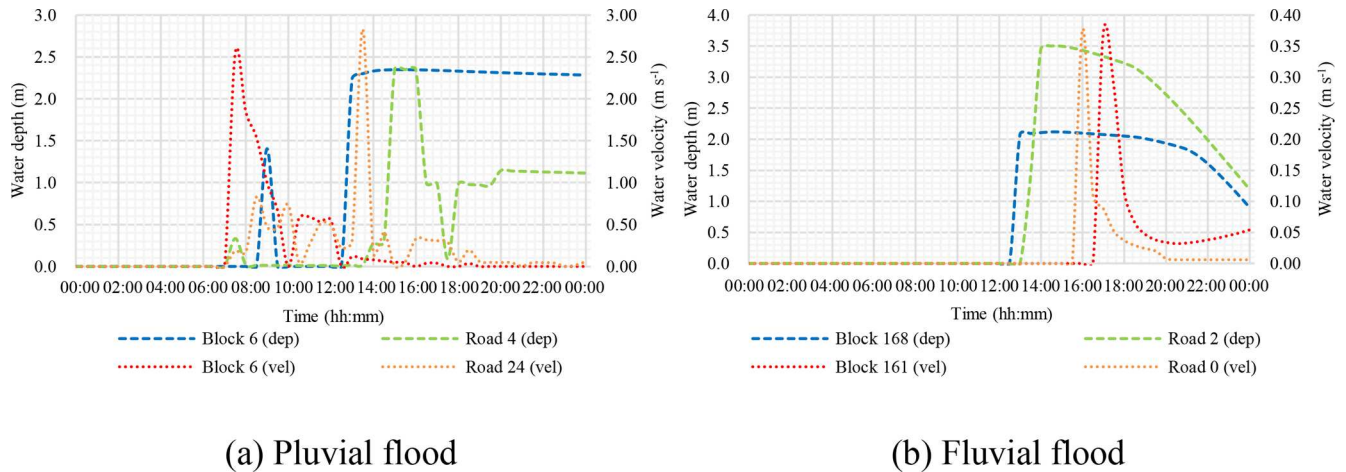 3.0
2.5
2.0
1.5
1.0
0.5
0.0
Water depth (m)
3.00
2.50
2.00
1.50
1.00
0.50
0.00
Water velocity (m s-1)
00:00 02:00 04:00 06:00 08:00 10:00 12:00 14:00 16:00 18:00 20:00 22:00 00:00
Time (hh:mm)
Block 6 (dep)
Road 4 (dep)
Block 6 (vel)
Road 24 (vel)
(a) Pluvial flood
4.0
3.5
3.0
2.5
2.0
1.5
1.0
0.5
0.0
Water depth (m)
0.40
0.35
0.30
0.25
0.20
0.15
0.10
0.05
0.00
Water velocity (m s-1)
00:00 02:00 04:00 06:00 08:00 10:00 12:00 14:00 16:00 18:00 20:00 22:00 00:00
Time (hh:mm)
Block 168 (dep)
Road 2 (dep)
Block 161 (vel)
Road 0 (vel)
(b) Fluvial flood